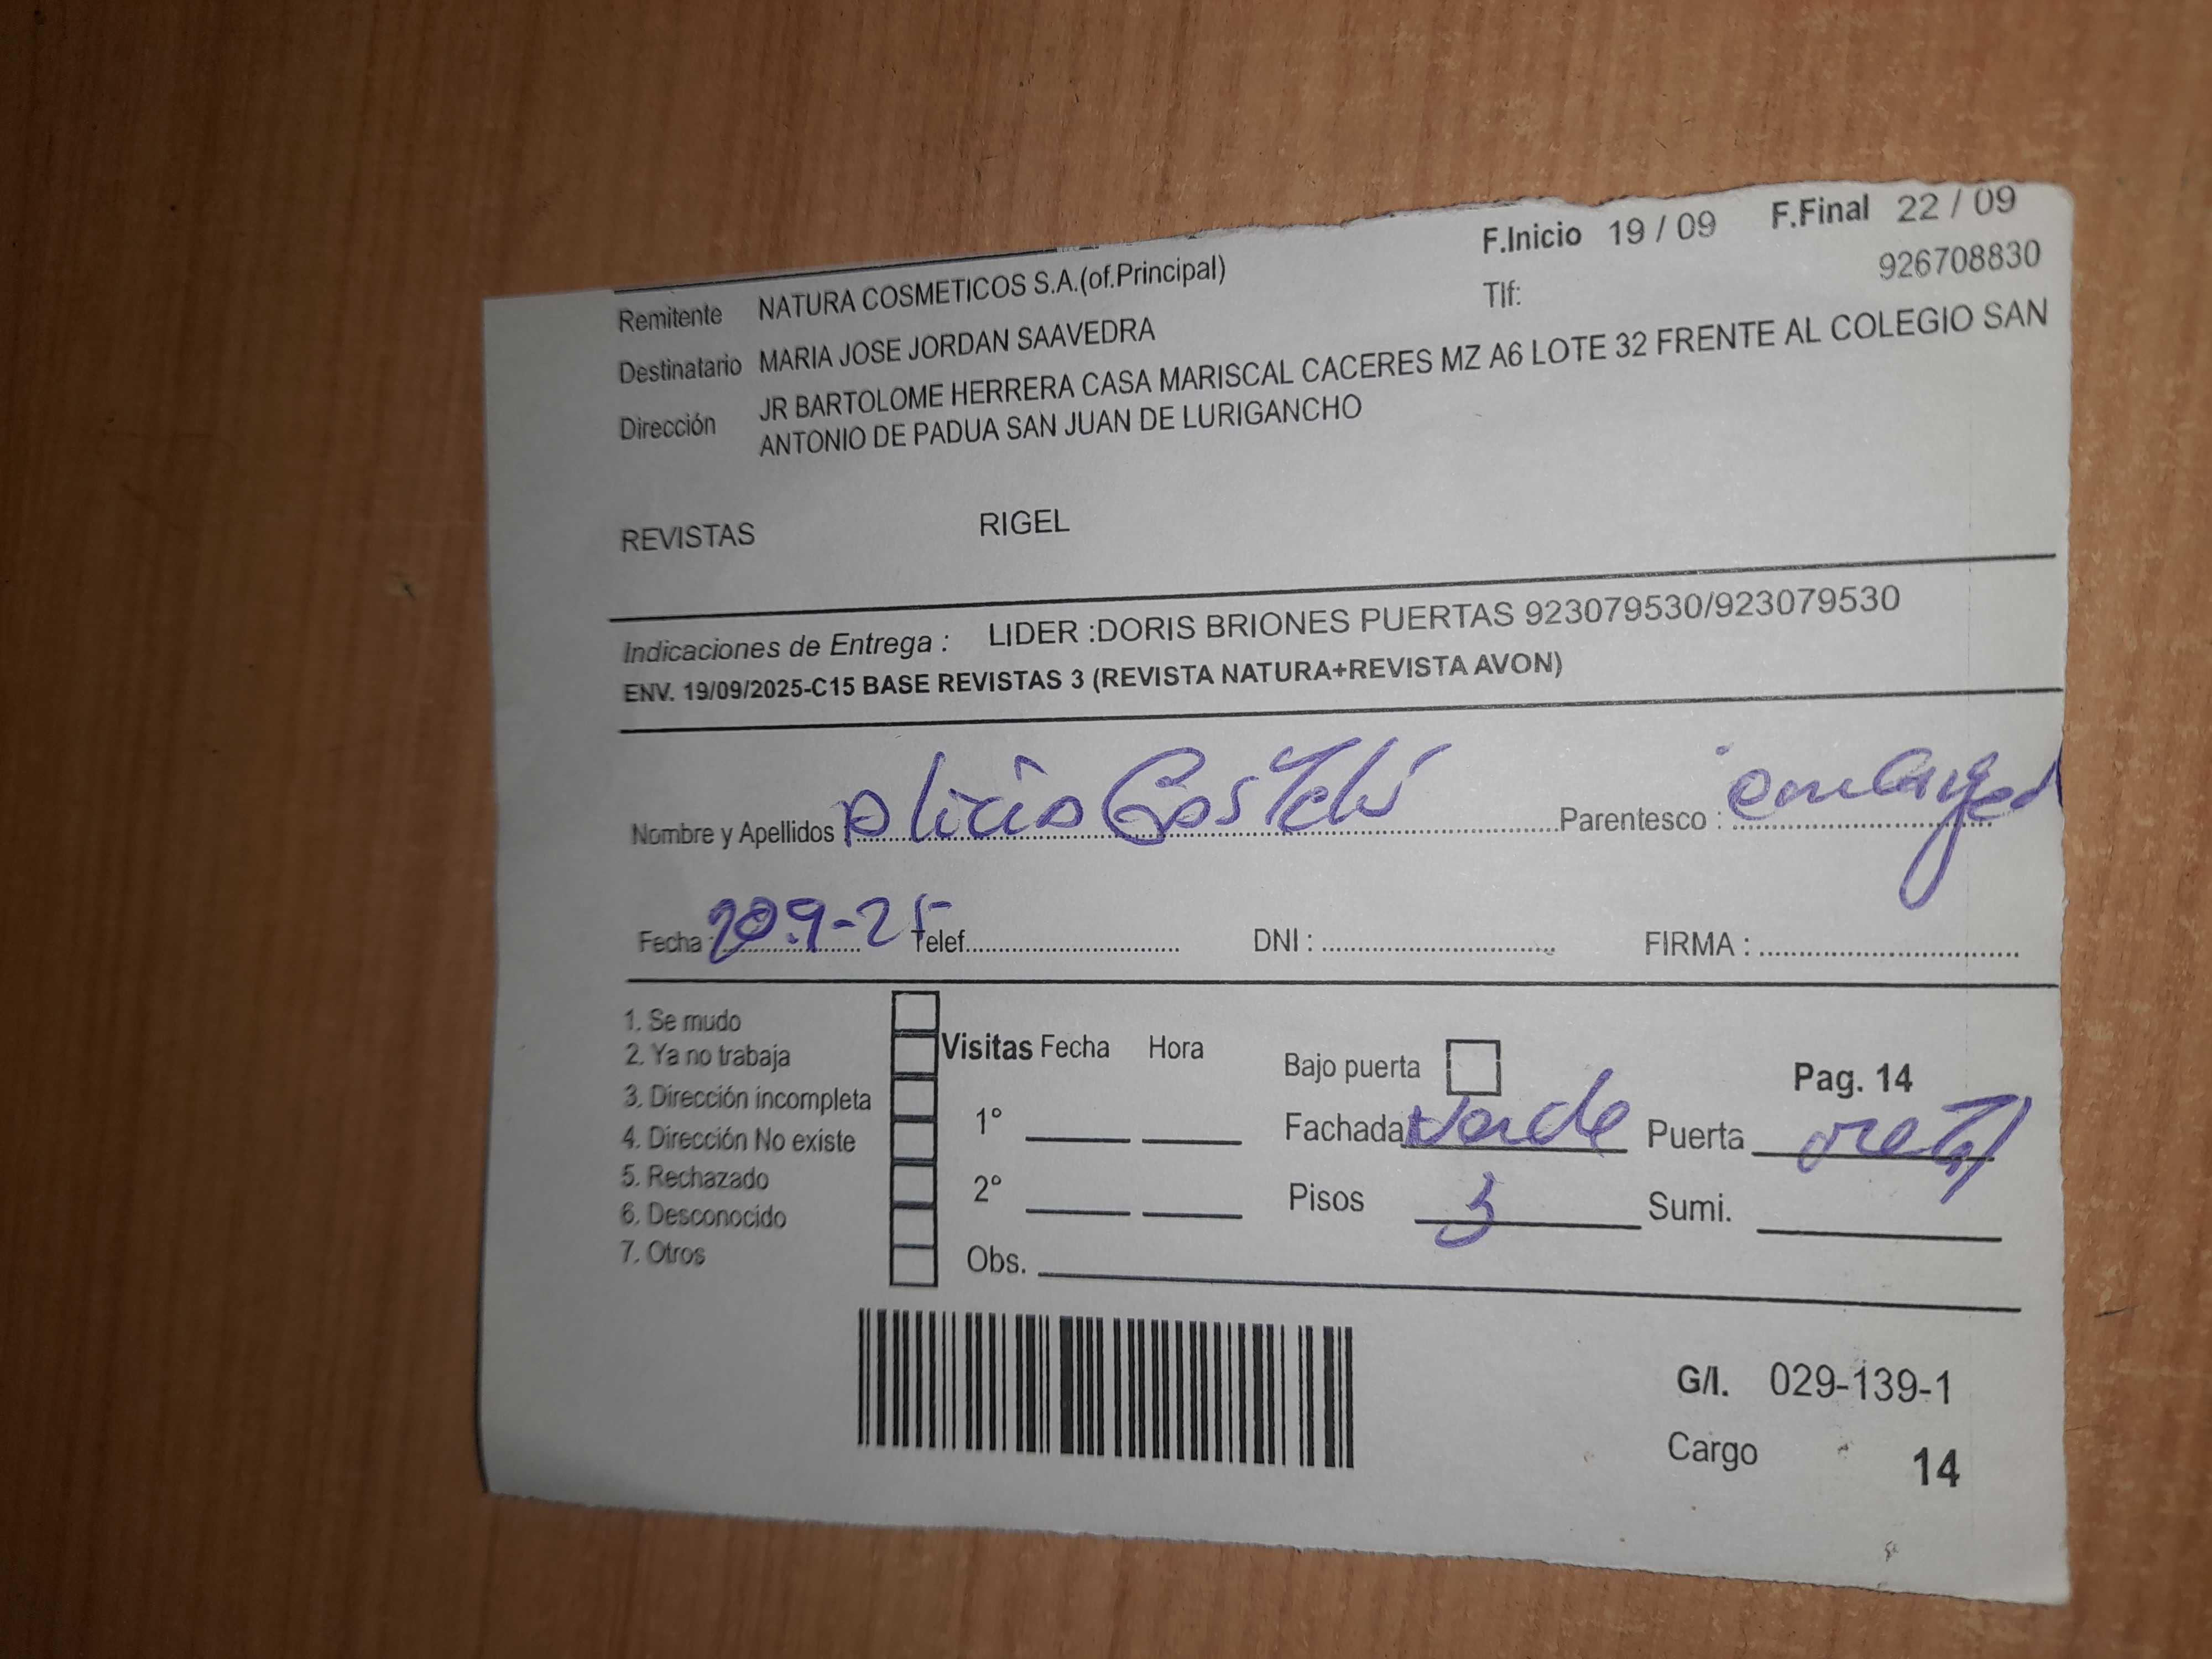 F.Inicio 19 / 09 F.Final 22 / 09
Remitente NATURA COSMETICOS S.A.(of.Principal) Tlf: 926708830
Destinatario MARIA JOSE JORDAN SAAVEDRA
Dirección JR BARTOLOME HERRERA CASA MARISCAL CACERES MZ A6 LOTE 32 FRENTE AL COLEGIO SAN
ANTONIO DE PADUA SAN JUAN DE LURIGANCHO
REVISTAS RIGEL
Indicaciones de Entrega : LIDER :DORIS BRIONES PUERTAS 923079530/923079530
ENV. 19/09/2025-C15 BASE REVISTAS 3 (REVISTA NATURA+REVISTA AVON)
Nombre y Apellidos Alicia Parentesco :
Fecha : 20.9-25 Telef. DNI : FIRMA :
1. Se mudo
2. Ya no trabaja
3. Dirección incompleta
4. Dirección No existe
5. Rechazado
6. Desconocido
7. Otros
Visitas Fecha Hora
1°
2°
Obs.
Bajo puerta Pag. 14
Fachada Verde Puerta metal
Pisos 3 Sumi.
G/I. 029-139-1
Cargo 14